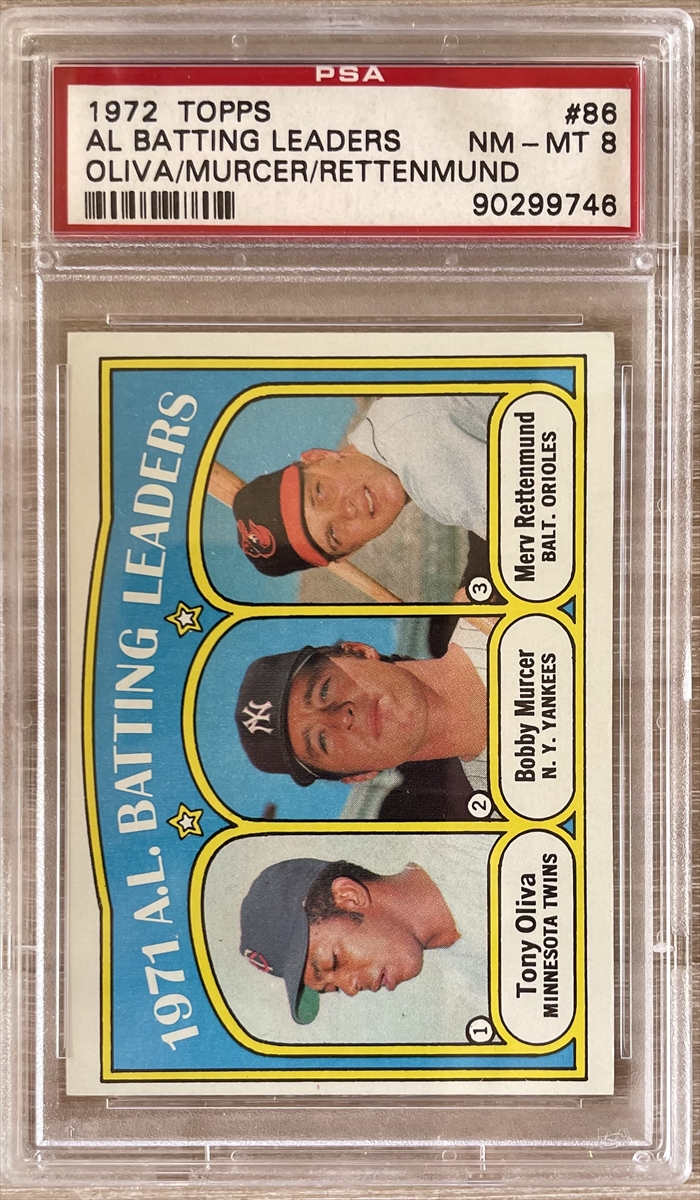 PSA
1972 TOPPS #86
AL BATTING LEADERS NM – MT 8
OLIVA/MURCER/RETTENMUND
90299746
1971 A.L. BATTING LEADERS
1
Tony Oliva
MINNESOTA TWINS
NY
2
Bobby Murcer
N. Y. YANKEES
3
Merv Rettenmund
BALT. ORIOLES